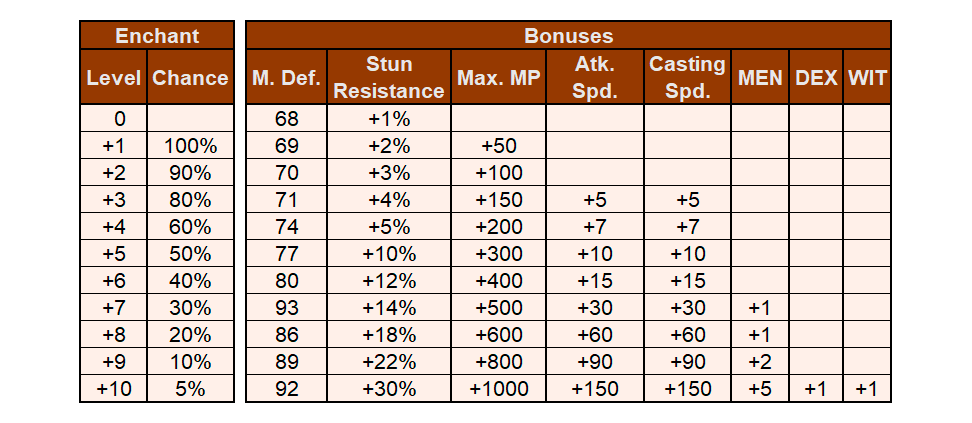 Enchant Bonuses
Level Chance M. Def. Stun Resistance Max. MP Atk. Spd. Casting Spd. MEN DEX WIT
0 68 +1%
+1 100% 69 +2% +50
+2 90% 70 +3% +100
+3 80% 71 +4% +150 +5 +5
+4 60% 74 +5% +200 +7 +7
+5 50% 77 +10% +300 +10 +10
+6 40% 80 +12% +400 +15 +15
+7 30% 93 +14% +500 +30 +30 +1
+8 20% 86 +18% +600 +60 +60 +1
+9 10% 89 +22% +800 +90 +90 +2
+10 5% 92 +30% +1000 +150 +150 +5 +1 +1